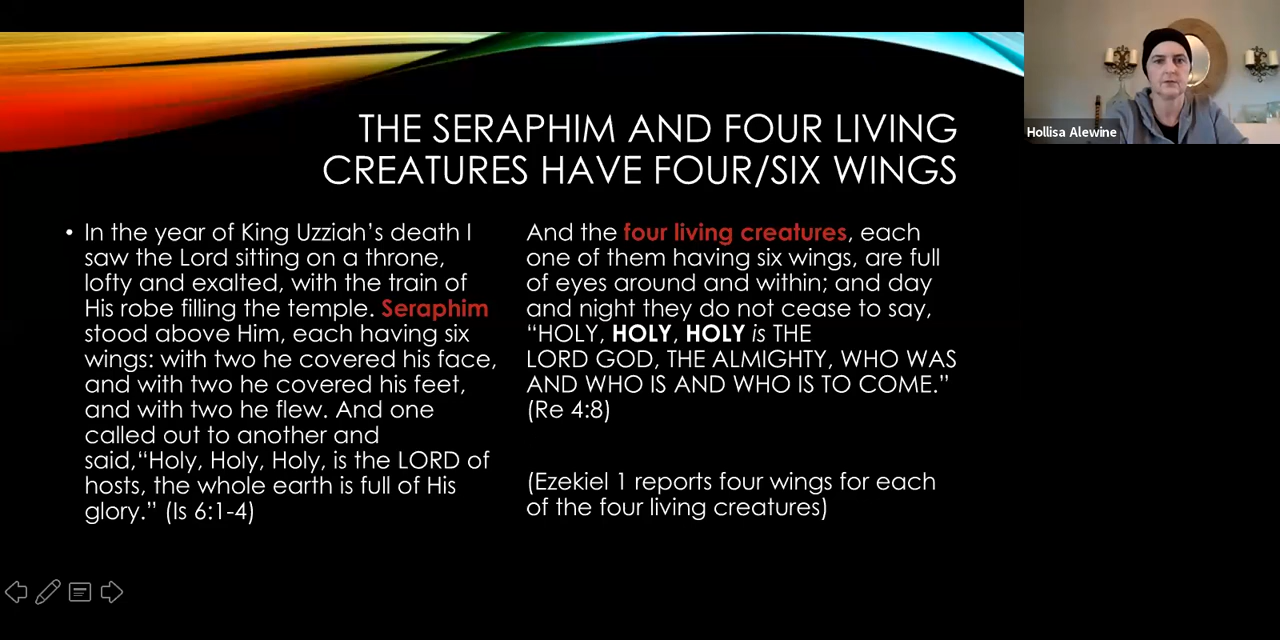 THE SERAPHIM AND FOUR LIVING
CREATURES HAVE FOUR/SIX WINGS
• In the year of King Uzziah’s death I
saw the Lord sitting on a throne,
lofty and exalted, with the train of
His robe filling the temple. Seraphim
stood above Him, each having six
wings: with two he covered his face,
and with two he covered his feet,
and with two he flew. And one
called out to another and
said,“Holy, Holy, Holy, is the LORD of
hosts, the whole earth is full of His
glory.” (Is 6:1-4)
And the four living creatures, each
one of them having six wings, are full
of eyes around and within; and day
and night they do not cease to say,
“HOLY, HOLY, HOLY is THE
LORD GOD, THE ALMIGHTY, WHO WAS
AND WHO IS AND WHO IS TO COME.”
(Re 4:8)
(Ezekiel 1 reports four wings for each
of the four living creatures)
Hollisa Alewine